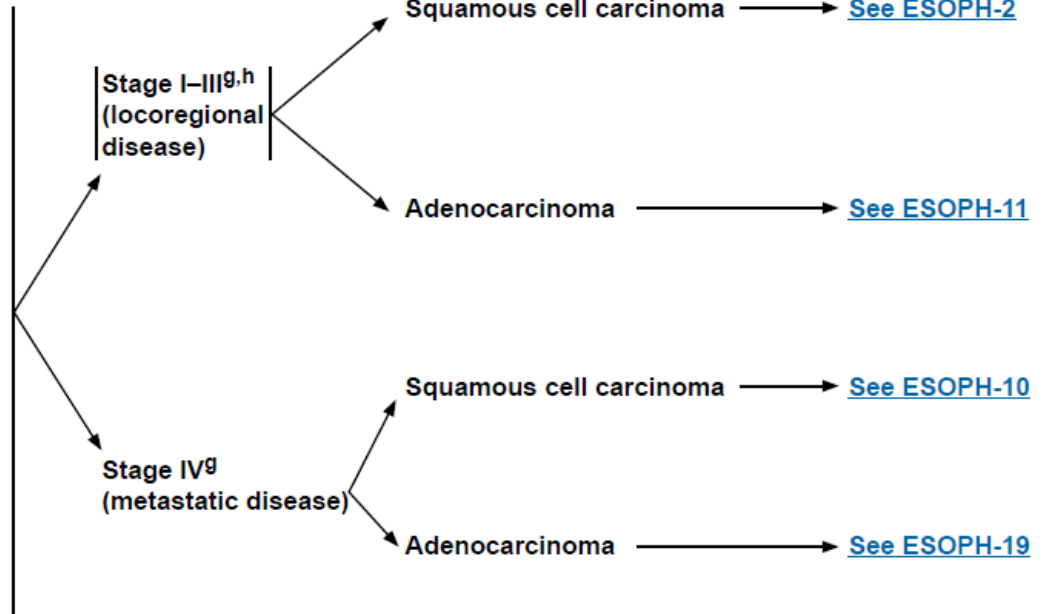 Squamous cell carcinoma See ESOPH-2
Stage I–IIIg,h
(locoregional
disease)
Adenocarcinoma See ESOPH-11
Squamous cell carcinoma See ESOPH-10
Stage IVg
(metastatic disease)
Adenocarcinoma See ESOPH-19